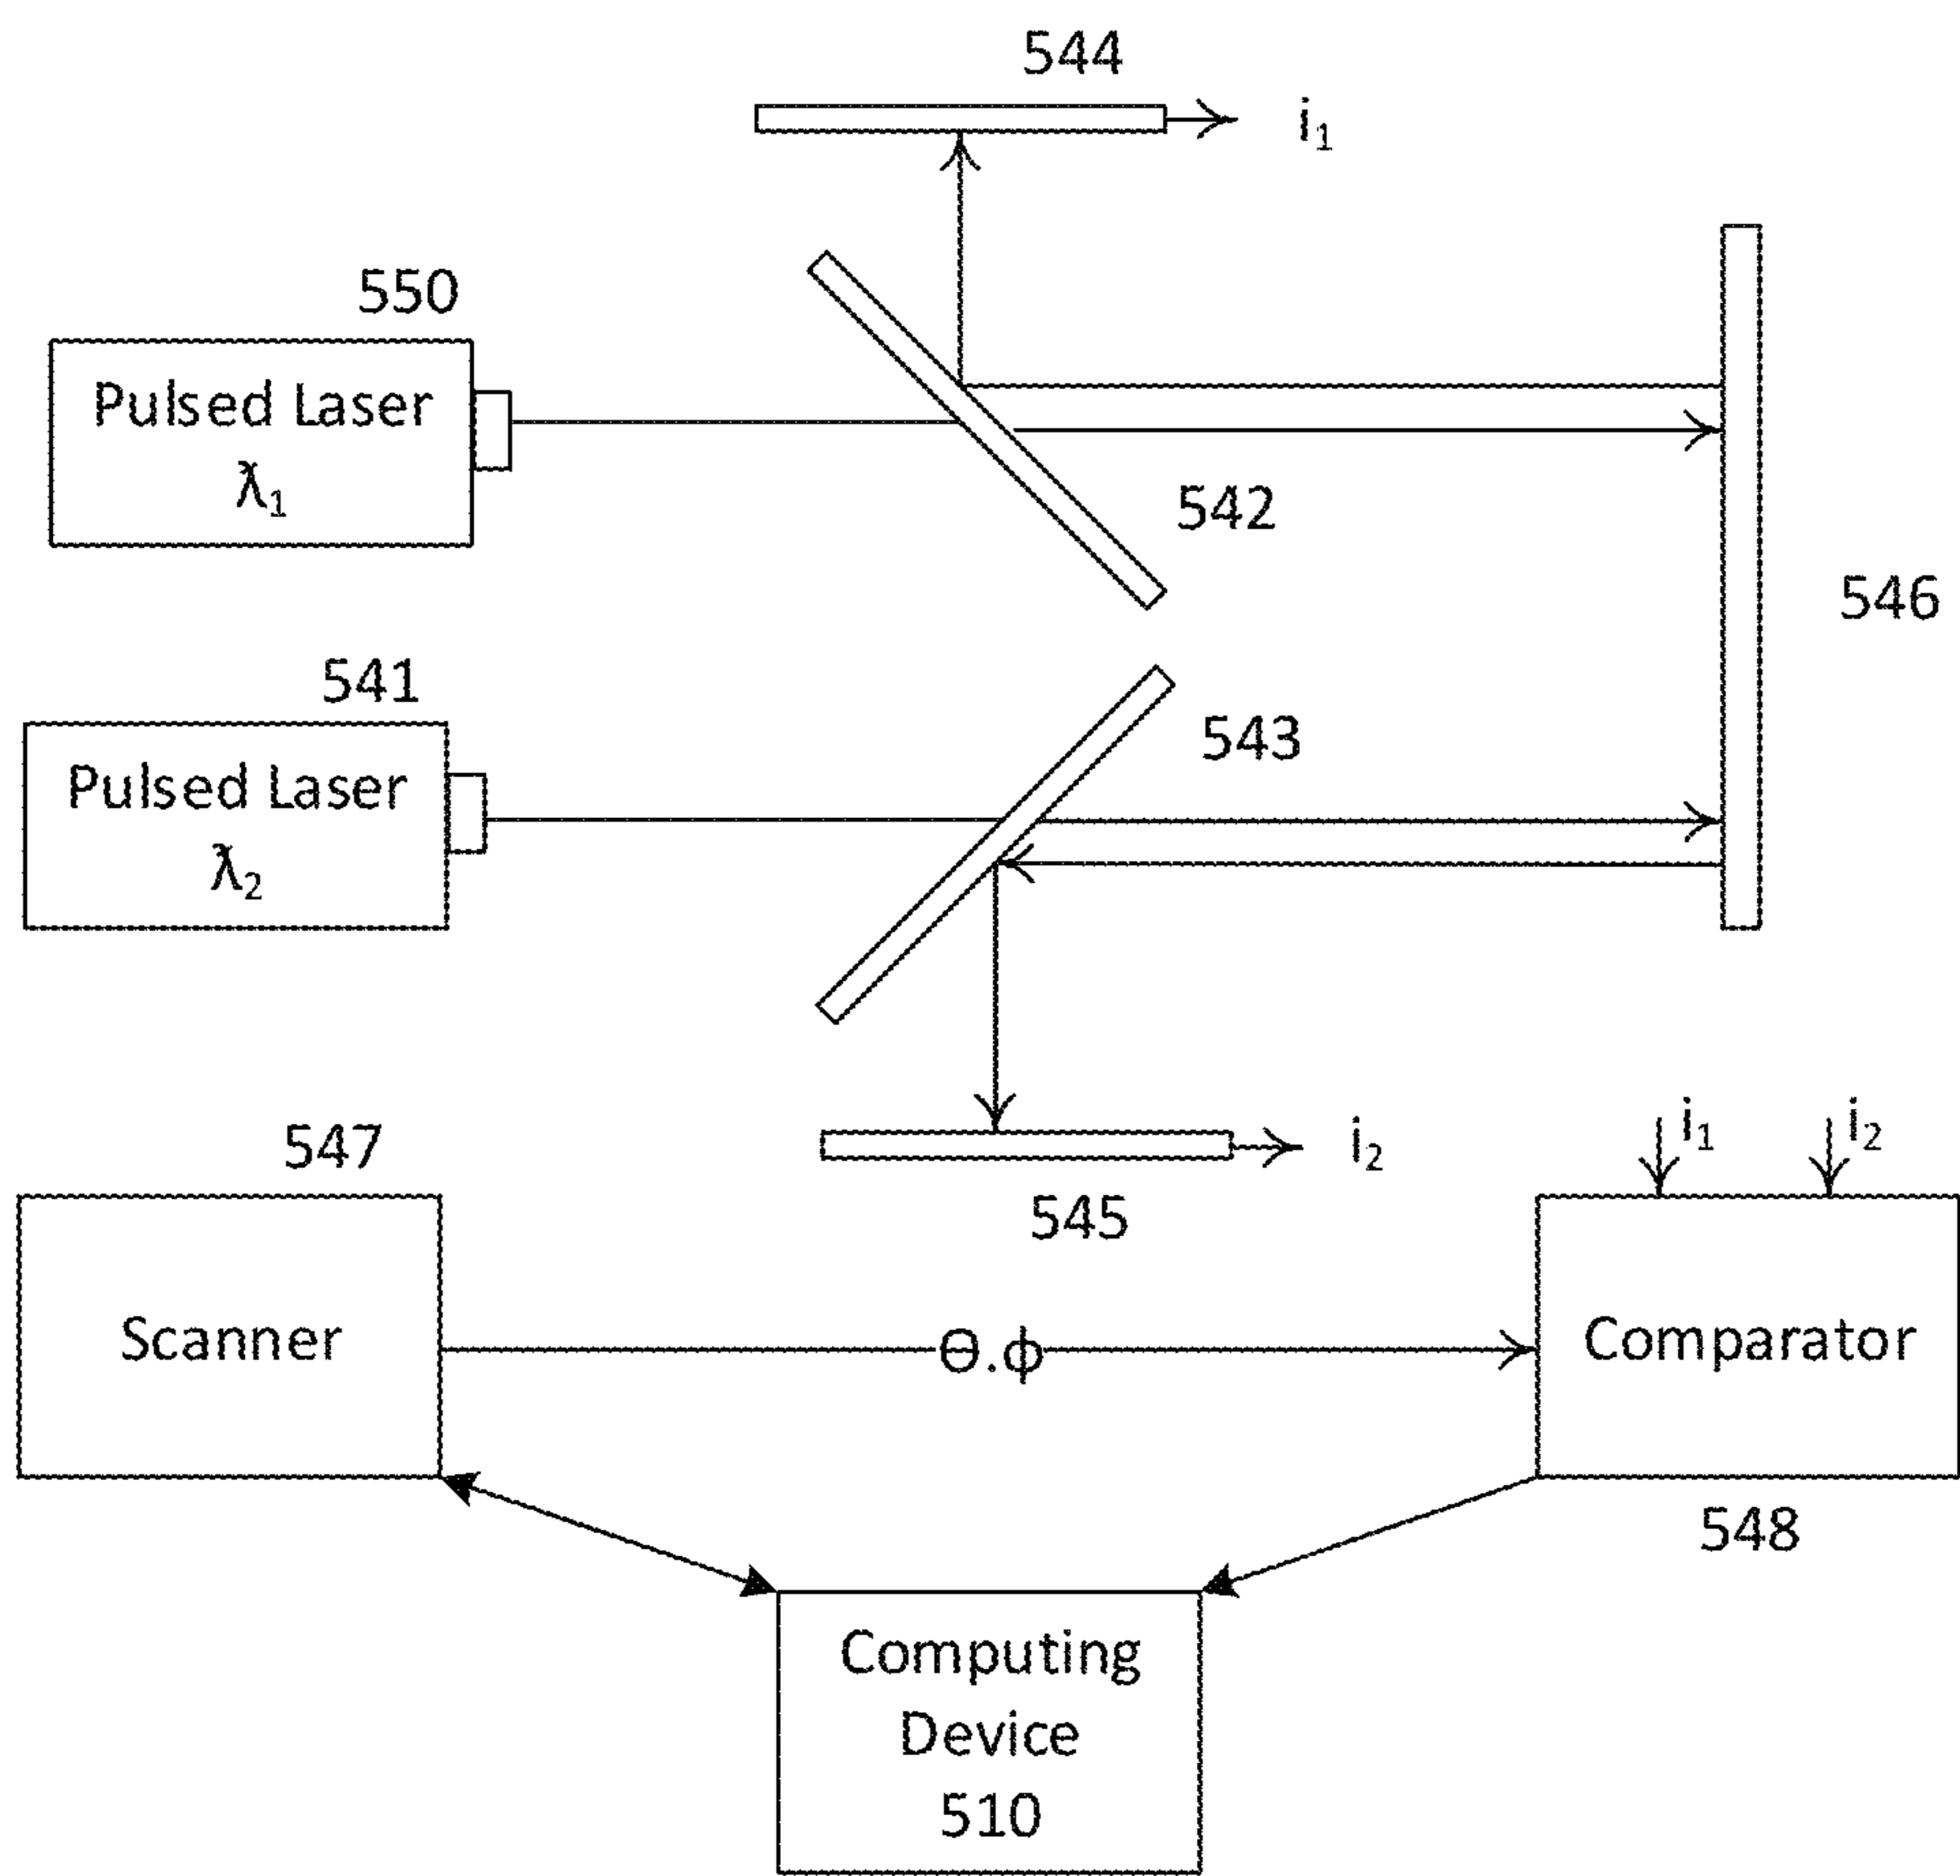 544
i₁
550
Pulsed Laser
λ₁
542
546
541
543
Pulsed Laser
λ₂
547
i₂
i₁
i₂
545
Scanner
Θ.ϕ
Comparator
548
Computing
Device
510